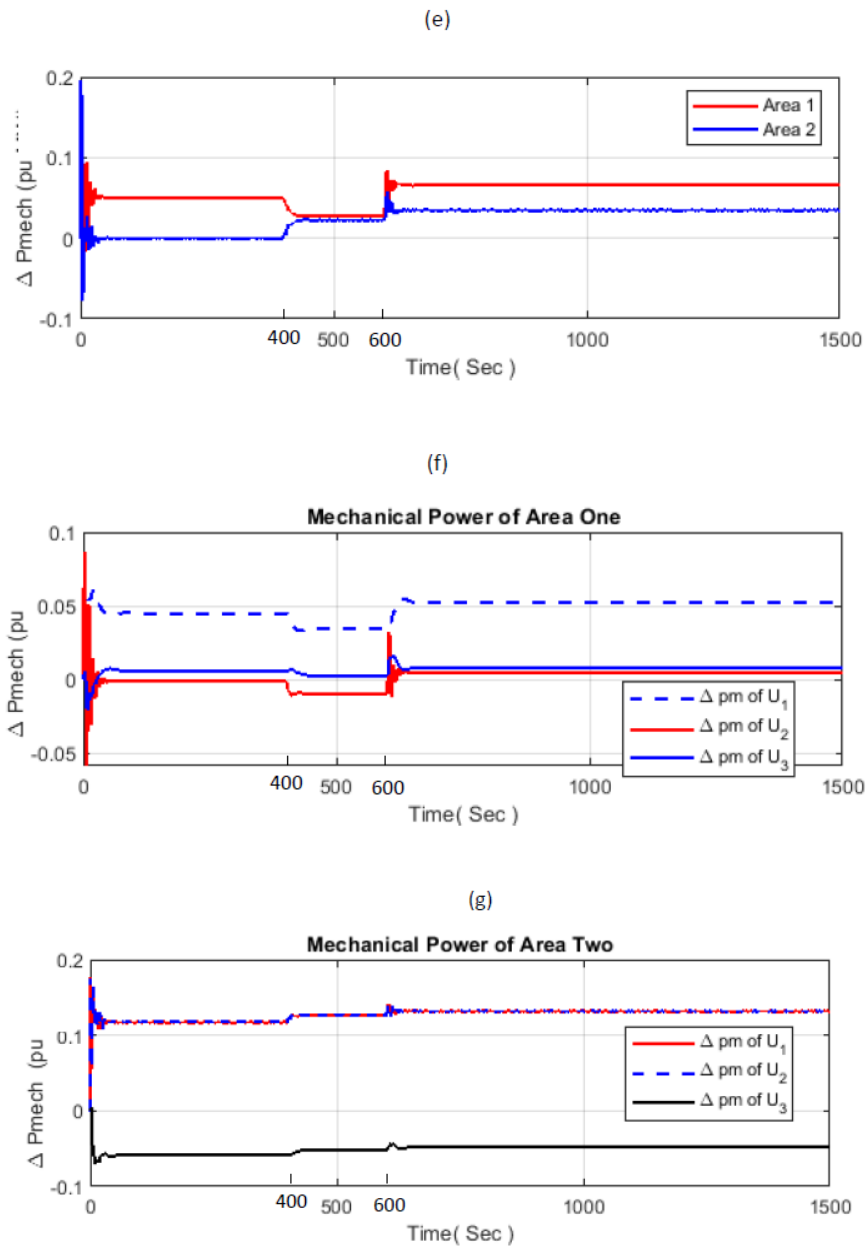 (e)
0.2
Area 1
Area 2
0.1
Δ Pmech (pu
0
-0.1
0
400
500
600
1000
1500
Time( Sec )
(f)
Mechanical Power of Area One
0.1
0.05
Δ Pmech (pu
0
Δ pm of U1
Δ pm of U2
Δ pm of U3
-0.05
0
400
500
600
1000
1500
Time( Sec )
(g)
Mechanical Power of Area Two
0.2
0.1
Δ pm of U1
Δ pm of U2
Δ pm of U3
Δ Pmech (pu
0
-0.1
0
400
500
600
1000
1500
Time( Sec )